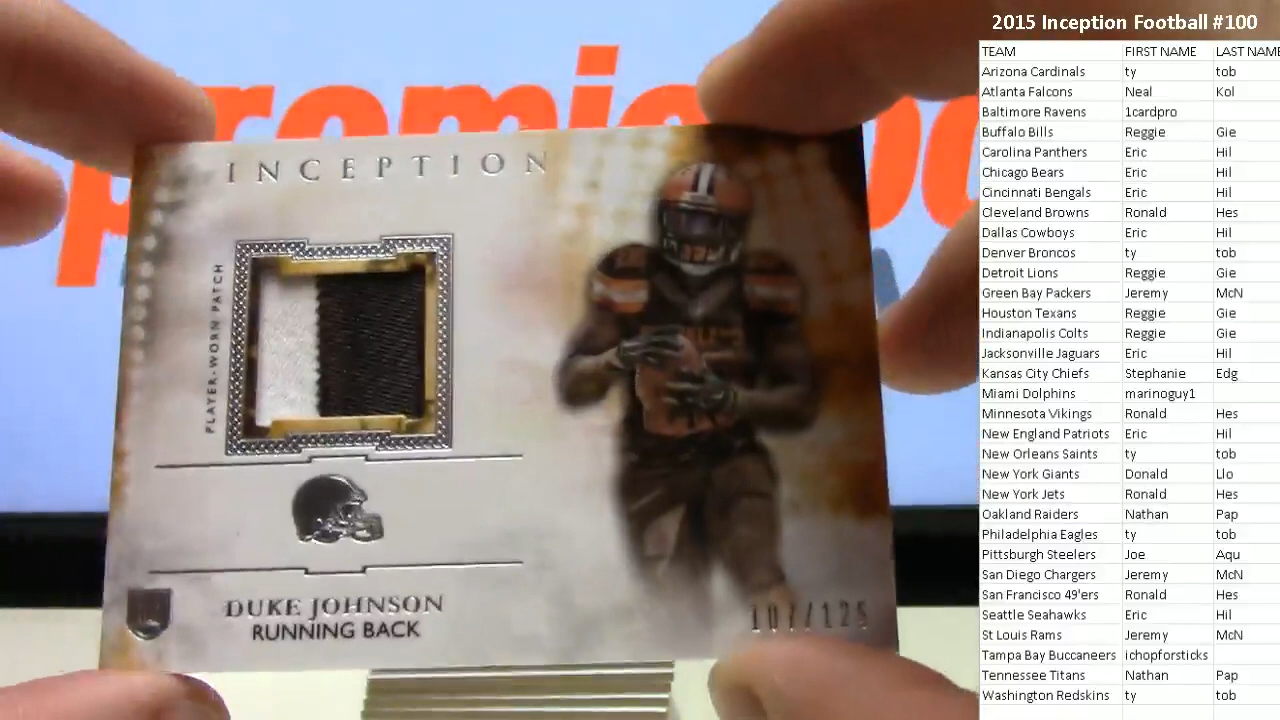 2015 Inception Football #100
TEAM FIRST NAME LAST NAME
Arizona Cardinals ty tob
Atlanta Falcons Neal Kol
Baltimore Ravens 1cardpro
Buffalo Bills Reggie Gie
Carolina Panthers Eric Hil
Chicago Bears Eric Hil
Cincinnati Bengals Eric Hil
Cleveland Browns Ronald Hes
Dallas Cowboys Eric Hil
Denver Broncos ty tob
Detroit Lions Reggie Gie
Green Bay Packers Jeremy McN
Houston Texans Reggie Gie
Indianapolis Colts Reggie Gie
Jacksonville Jaguars Eric Hil
Kansas City Chiefs Stephanie Edg
Miami Dolphins marinoguy1
Minnesota Vikings Ronald Hes
New England Patriots Eric Hil
New Orleans Saints ty tob
New York Giants Donald Llo
New York Jets Ronald Hes
Oakland Raiders Nathan Pap
Philadelphia Eagles ty tob
Pittsburgh Steelers Joe Aqu
San Diego Chargers Jeremy McN
San Francisco 49'ers Ronald Hes
Seattle Seahawks Eric Hil
St Louis Rams Jeremy McN
Tampa Bay Buccaneers ichopforsticks
Tennessee Titans Nathan Pap
Washington Redskins ty tob
INCEPTION
PLAYER-WORN PATCH
DUKE JOHNSON
RUNNING BACK
107/125